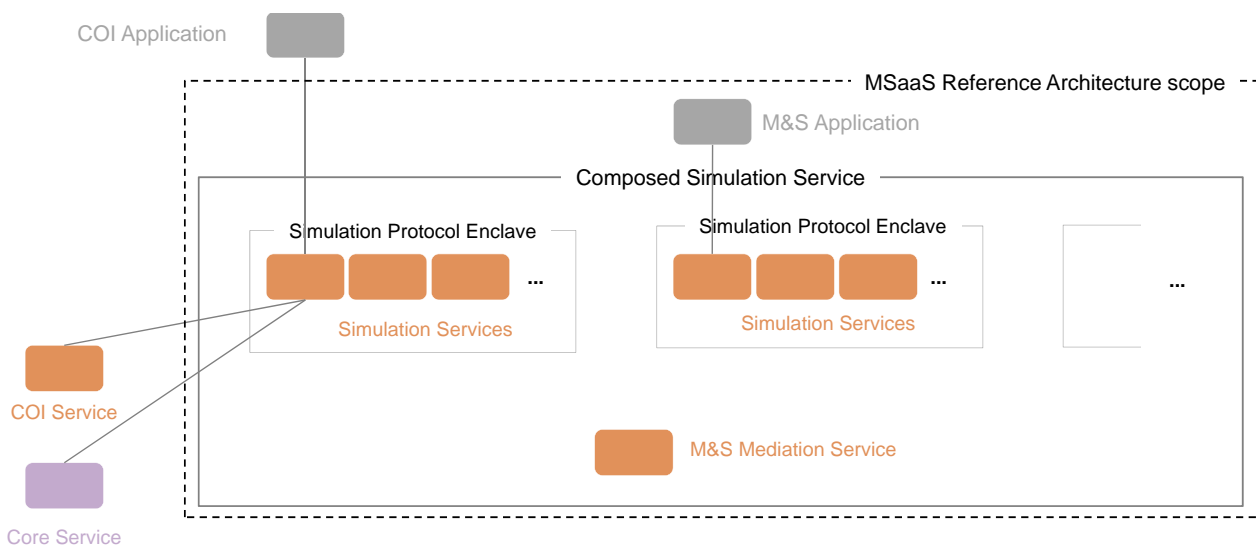 COI Application
MSaaS Reference Architecture scope
M&S Application
Composed Simulation Service
Simulation Protocol Enclave
Simulation Protocol Enclave
...
...
...
Simulation Services
Simulation Services
COI Service
M&S Mediation Service
Core Service